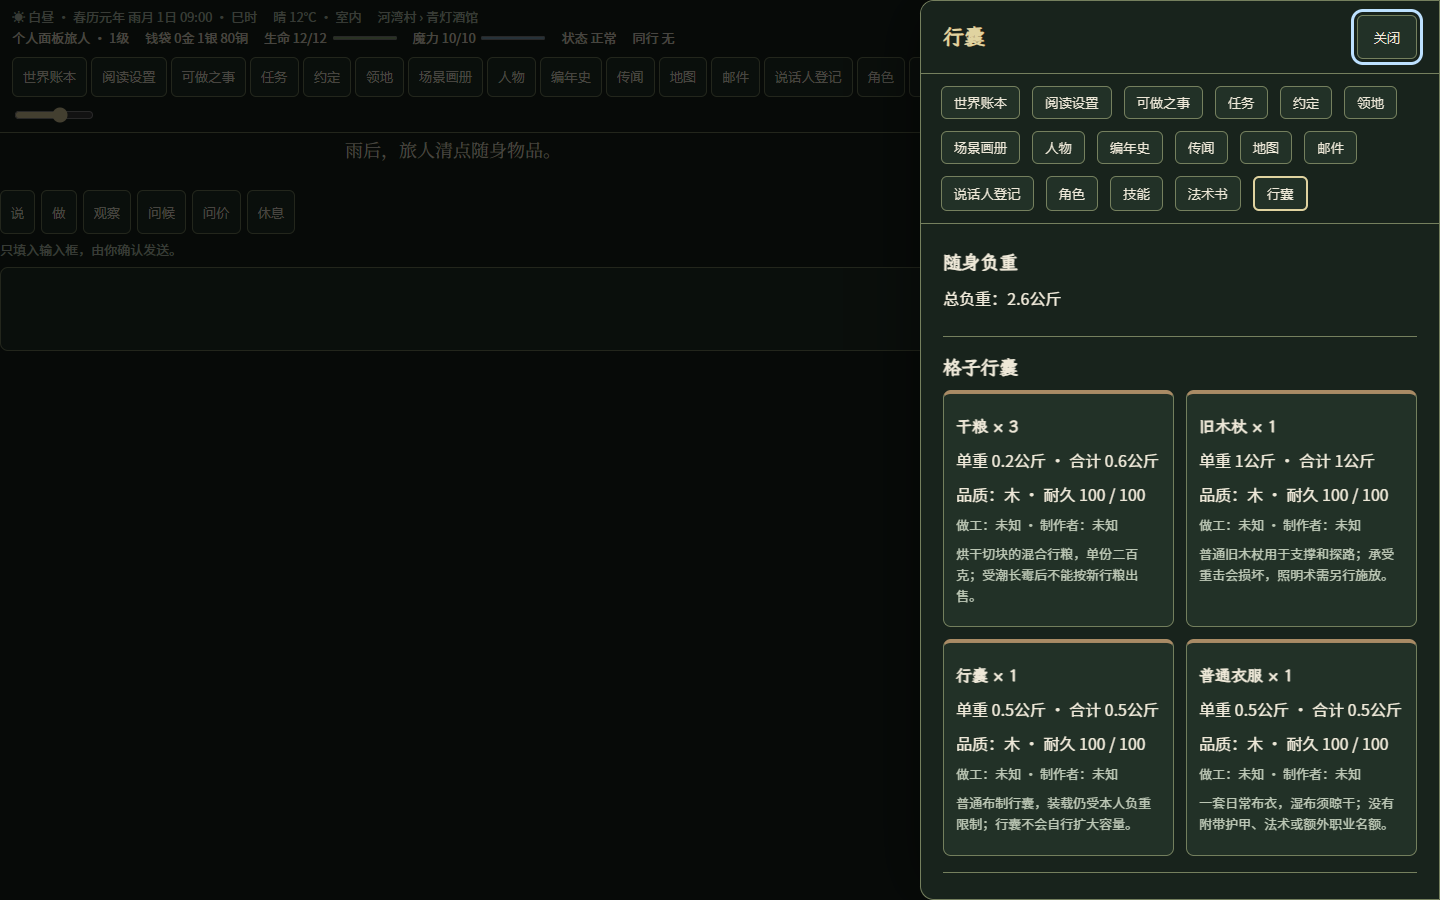 ☀ 白昼 · 春历元年 雨月 1日 09:00 · 巳时 晴 12°C · 室内 河湾村 › 青灯酒馆
个人面板旅人 · 1级 钱袋 0金 1银 80铜 生命 12/12 魔力 10/10 状态 正常 同行 无
世界账本 阅读设置 可做之事 任务 约定 领地 场景画册 人物 编年史 传闻 地图 邮件 说话人登记 角色
雨后，旅人清点随身物品。
说 做 观察 问候 问价 休息
只填入输入框，由你确认发送。
行囊
关闭
世界账本 阅读设置 可做之事 任务 约定 领地
场景画册 人物 编年史 传闻 地图 邮件
说话人登记 角色 技能 法术书 行囊
随身负重
总负重：2.6公斤
格子行囊
干粮 × 3
单重 0.2公斤 · 合计 0.6公斤
品质：木 · 耐久 100 / 100
做工：未知 · 制作者：未知
烘干切块的混合行粮，单份二百
克；受潮长霉后不能按新行粮出
售。
旧木杖 × 1
单重 1公斤 · 合计 1公斤
品质：木 · 耐久 100 / 100
做工：未知 · 制作者：未知
普通旧木杖用于支撑和探路；承受
重击会损坏，照明术需另行施放。
行囊 × 1
单重 0.5公斤 · 合计 0.5公斤
品质：木 · 耐久 100 / 100
做工：未知 · 制作者：未知
普通布制行囊，装载仍受本人负重
限制；行囊不会自行扩大容量。
普通衣服 × 1
单重 0.5公斤 · 合计 0.5公斤
品质：木 · 耐久 100 / 100
做工：未知 · 制作者：未知
一套日常布衣，湿布须晾干；没有
附带护甲、法术或额外职业名额。